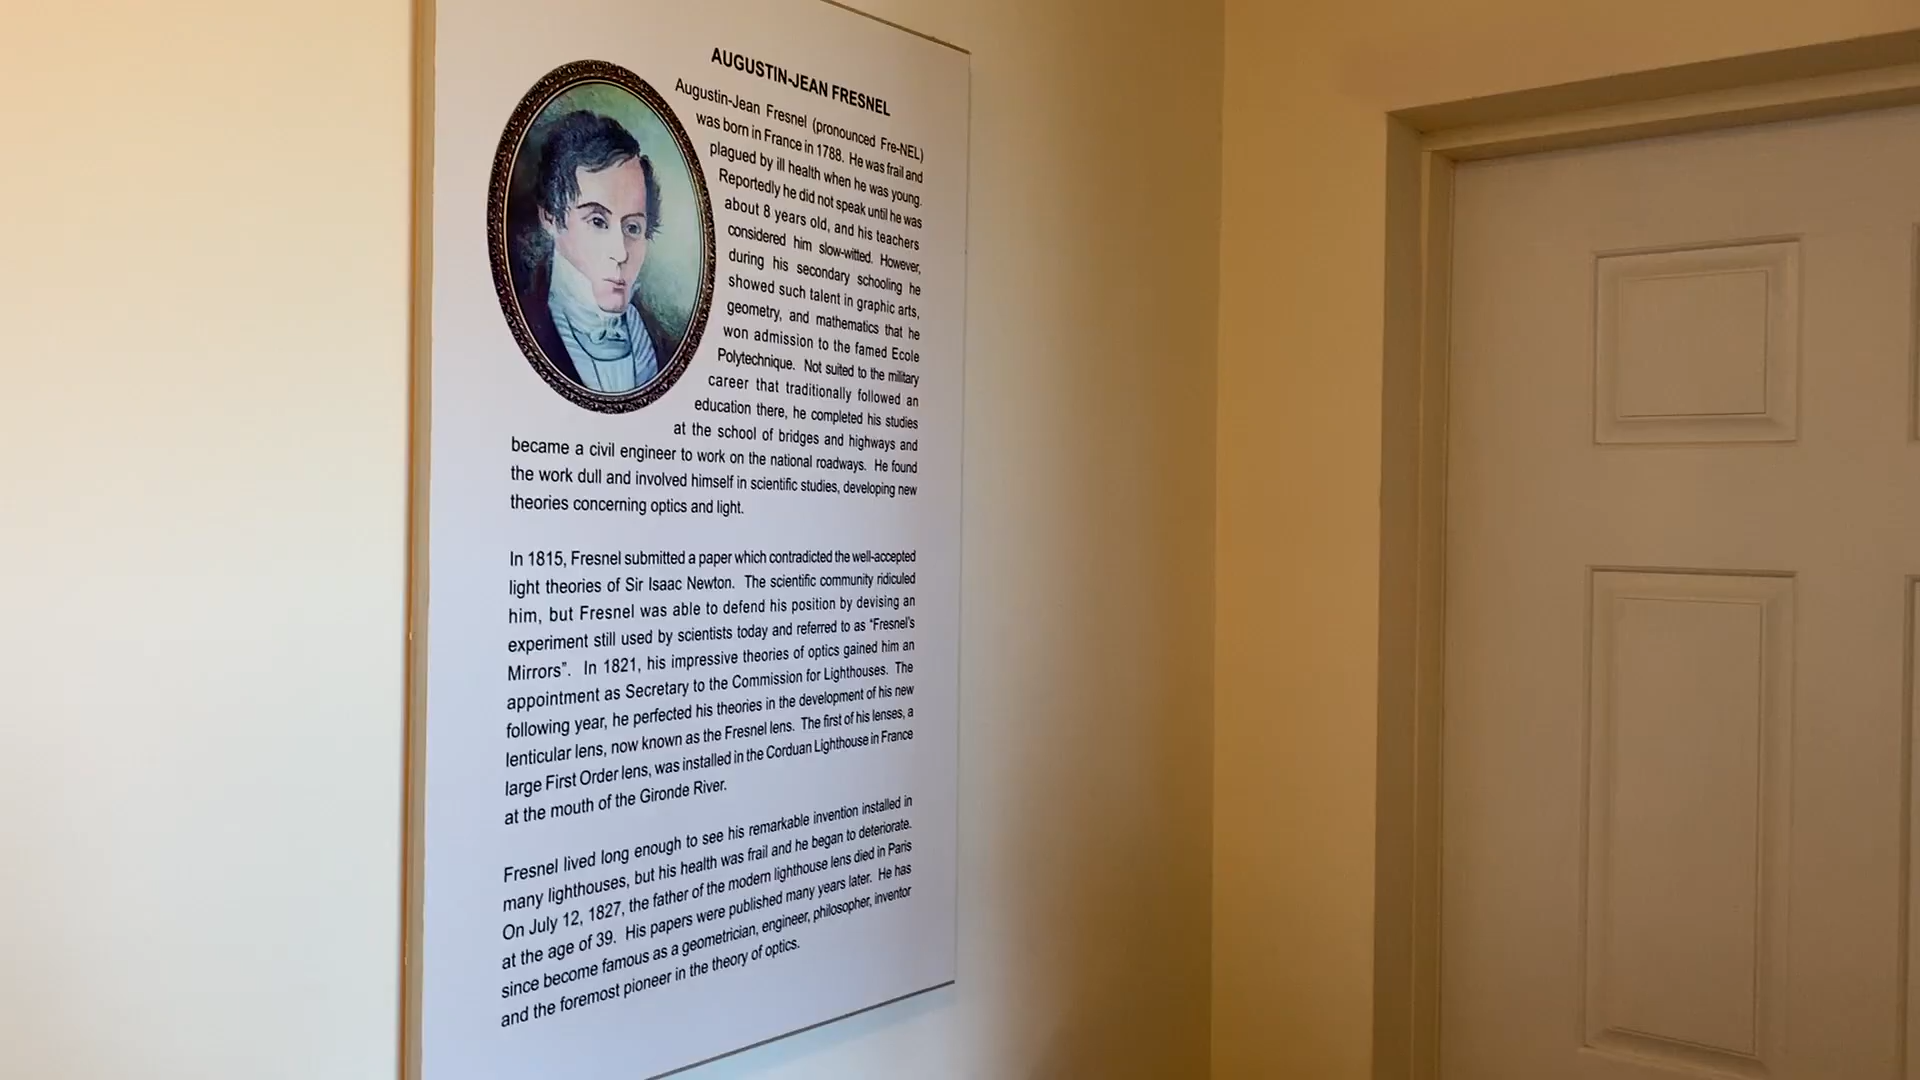 AUGUSTIN-JEAN FRESNEL
Augustin-Jean Fresnel (pronounced Fre-NEL)
was born in France in 1788. He was frail and
plagued by ill health when he was young.
Reportedly he did not speak until he was
about 8 years old, and his teachers
considered him slow-witted. However,
during his secondary schooling he
showed such talent in graphic arts,
geometry, and mathematics that he
won admission to the famed Ecole
Polytechnique. Not suited to the military
career that traditionally followed an
education there, he completed his studies
at the school of bridges and highways and
became a civil engineer to work on the national roadways. He found
the work dull and involved himself in scientific studies, developing new
theories concerning optics and light.
In 1815, Fresnel submitted a paper which contradicted the well-accepted
light theories of Sir Isaac Newton. The scientific community ridiculed
him, but Fresnel was able to defend his position by devising an
experiment still used by scientists today and referred to as “Fresnel's
Mirrors”. In 1821, his impressive theories of optics gained him an
appointment as Secretary to the Commission for Lighthouses. The
following year, he perfected his theories in the development of his new
lenticular lens, now known as the Fresnel lens. The first of his lenses, a
large First Order lens, was installed in the Corduan Lighthouse in France
at the mouth of the Gironde River.
Fresnel lived long enough to see his remarkable invention installed in
many lighthouses, but his health was frail and he began to deteriorate.
On July 12, 1827, the father of the modern lighthouse lens died in Paris
at the age of 39. His papers were published many years later. He has
since become famous as a geometrician, engineer, philosopher, inventor
and the foremost pioneer in the theory of optics.